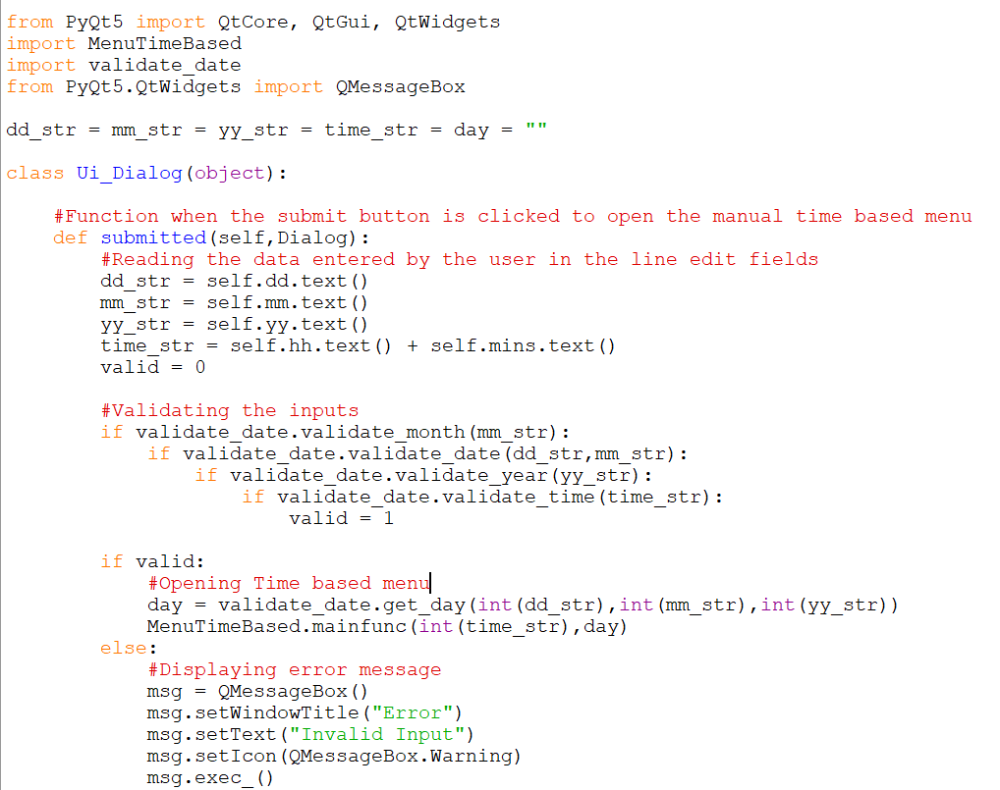 from PyQt5 import QtCore, QtGui, QtWidgets
import MenuTimeBased
import validate_date
from PyQt5.QtWidgets import QMessageBox

dd_str = mm_str = yy_str = time_str = day = ""

class Ui_Dialog(object):

    #Function when the submit button is clicked to open the manual time based menu
    def submitted(self,Dialog):
        #Reading the data entered by the user in the line edit fields
        dd_str = self.dd.text()
        mm_str = self.mm.text()
        yy_str = self.yy.text()
        time_str = self.hh.text() + self.mins.text()
        valid = 0

        #Validating the inputs
        if validate_date.validate_month(mm_str):
            if validate_date.validate_date(dd_str,mm_str):
                if validate_date.validate_year(yy_str):
                    if validate_date.validate_time(time_str):
                        valid = 1

        if valid:
            #Opening Time based menu
            day = validate_date.get_day(int(dd_str),int(mm_str),int(yy_str))
            MenuTimeBased.mainfunc(int(time_str),day)
        else:
            #Displaying error message
            msg = QMessageBox()
            msg.setWindowTitle("Error")
            msg.setText("Invalid Input")
            msg.setIcon(QMessageBox.Warning)
            msg.exec_()